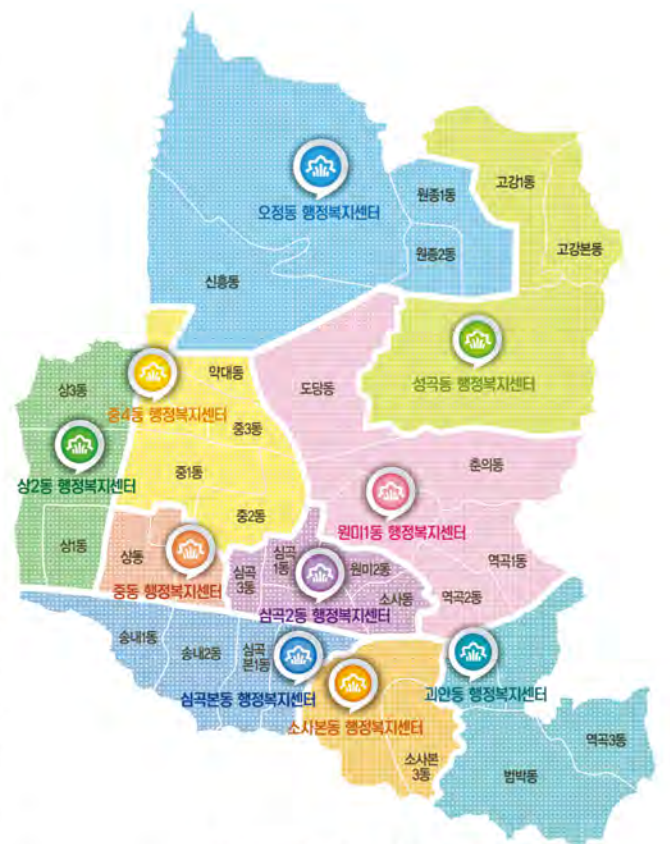 고강1동
원종1동
오정동 행정복지센터
고강본동
원종2동
신흥동
약대동
성곡동 행정복지센터
상3동
도당동
중4동 행정복지센터
중3동
춘의동
중1동
상2동 행정복지센터
중2동
원미1동 행정복지센터
상1동
상동
심곡
1동
원미2동
역곡1동
심곡
3동
소사동
중동 행정복지센터
역곡2동
심곡2동 행정복지센터
송내1동
송내2동
심곡
본1동
심곡본동 행정복지센터
괴안동 행정복지센터
소사본동 행정복지센터
역곡3동
소사본
3동
범박동